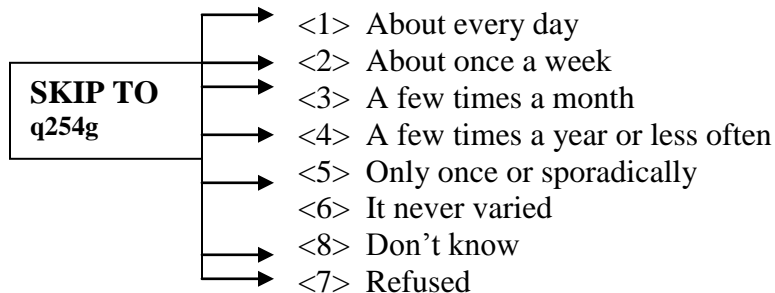 <1> About every day
<2> About once a week
SKIP TO
<3> A few times a month
q254g
<4> A few times a year or less often
<5> Only once or sporadically
<6> It never varied
<8> Don’t know
<7> Refused